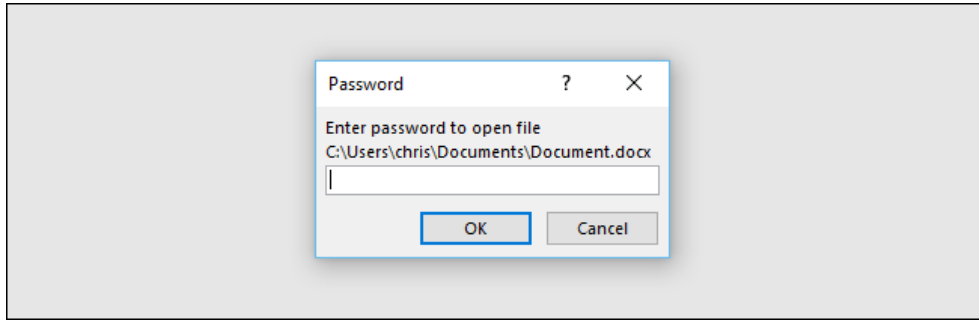 Password ?
Enter password to open file
C:\Users\chris\Documents\Document.docx
OK Cancel